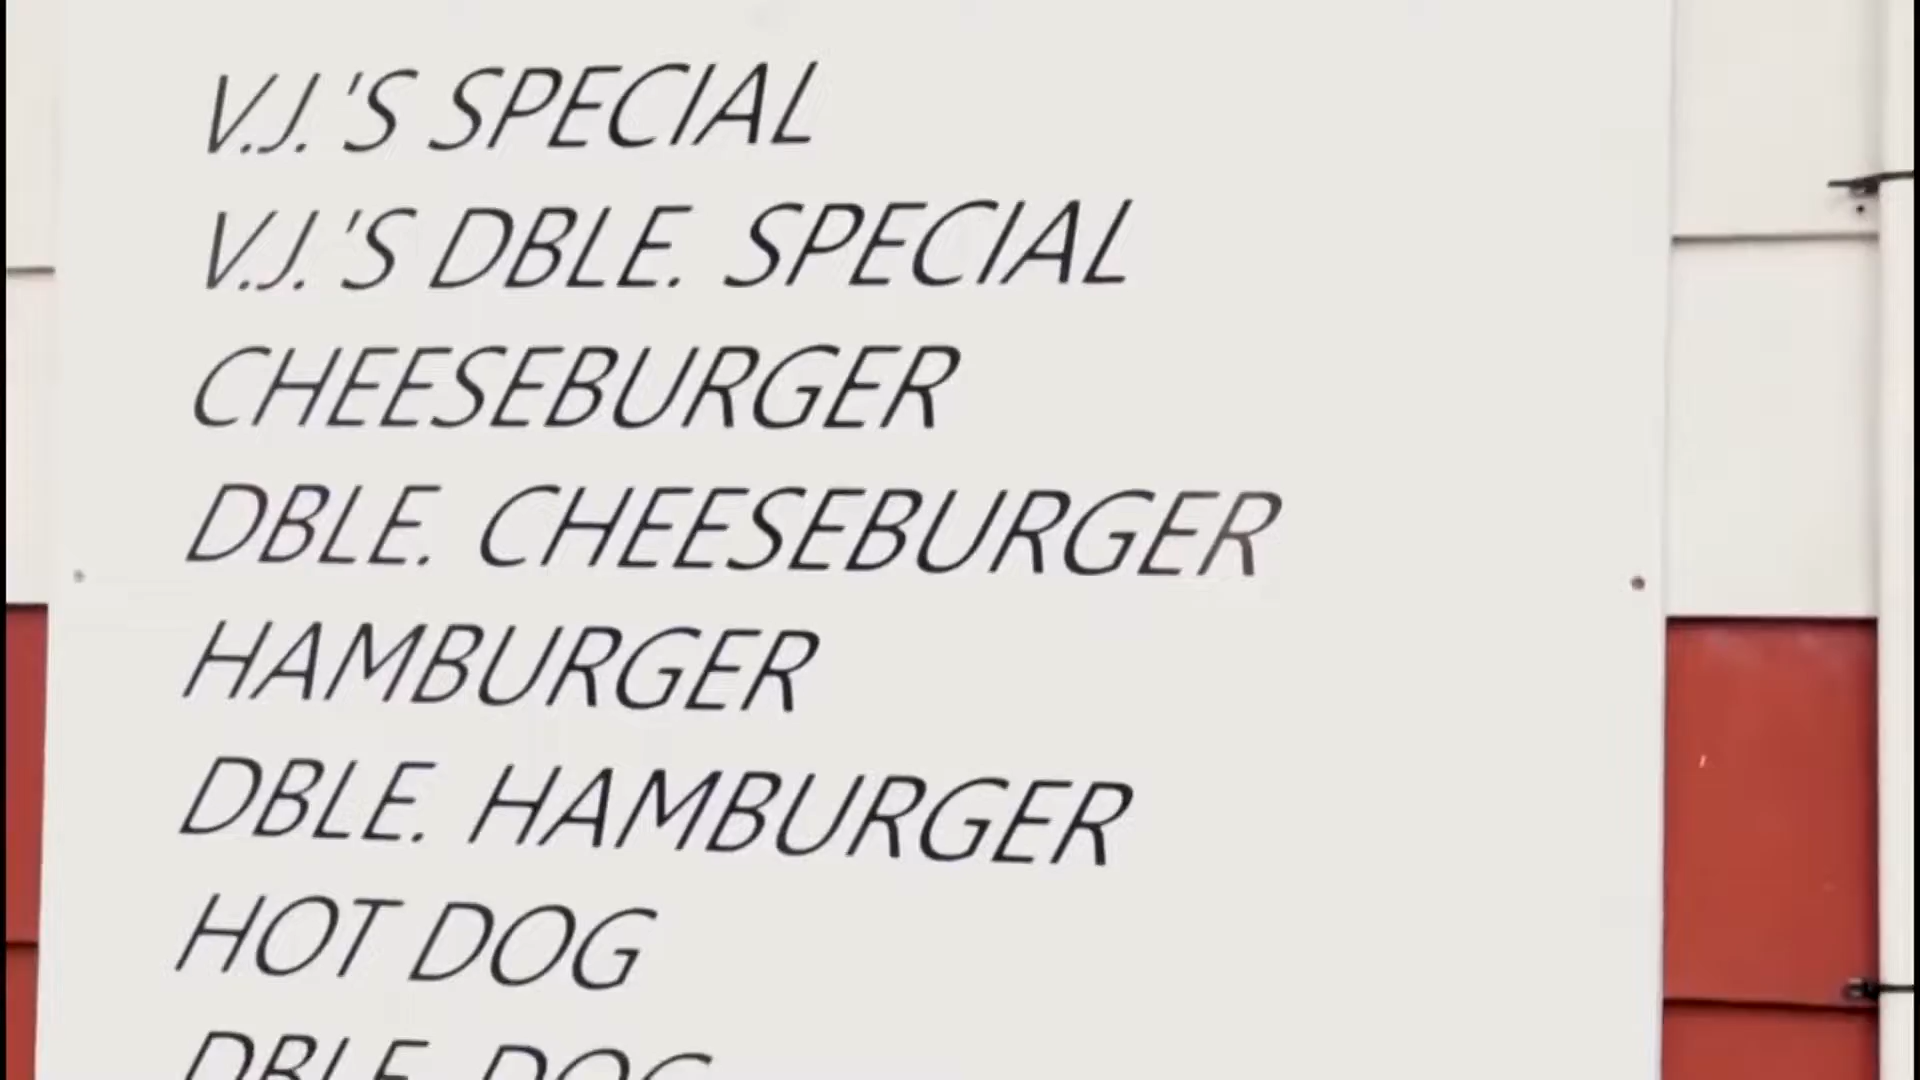 V.J.'S SPECIAL
V.J.'S DBLE. SPECIAL
CHEESEBURGER
DBLE. CHEESEBURGER
HAMBURGER
DBLE. HAMBURGER
HOT DOG
DBLE. DOG